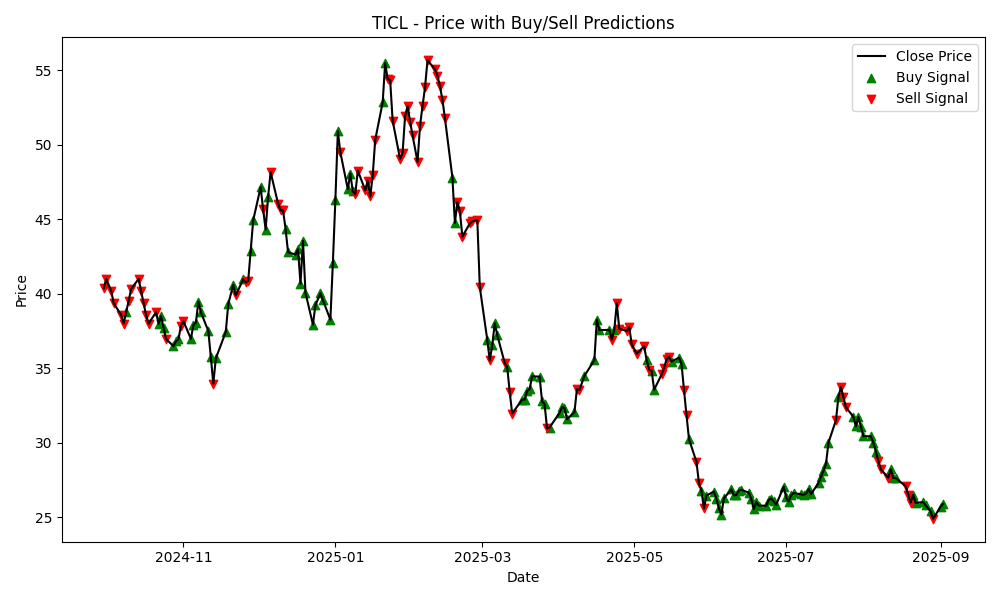 TICL - Price with Buy/Sell Predictions
Close Price
Buy Signal
Sell Signal
Price
55
50
45
40
35
30
25
2024-11
2025-01
2025-03
2025-05
2025-07
2025-09
Date